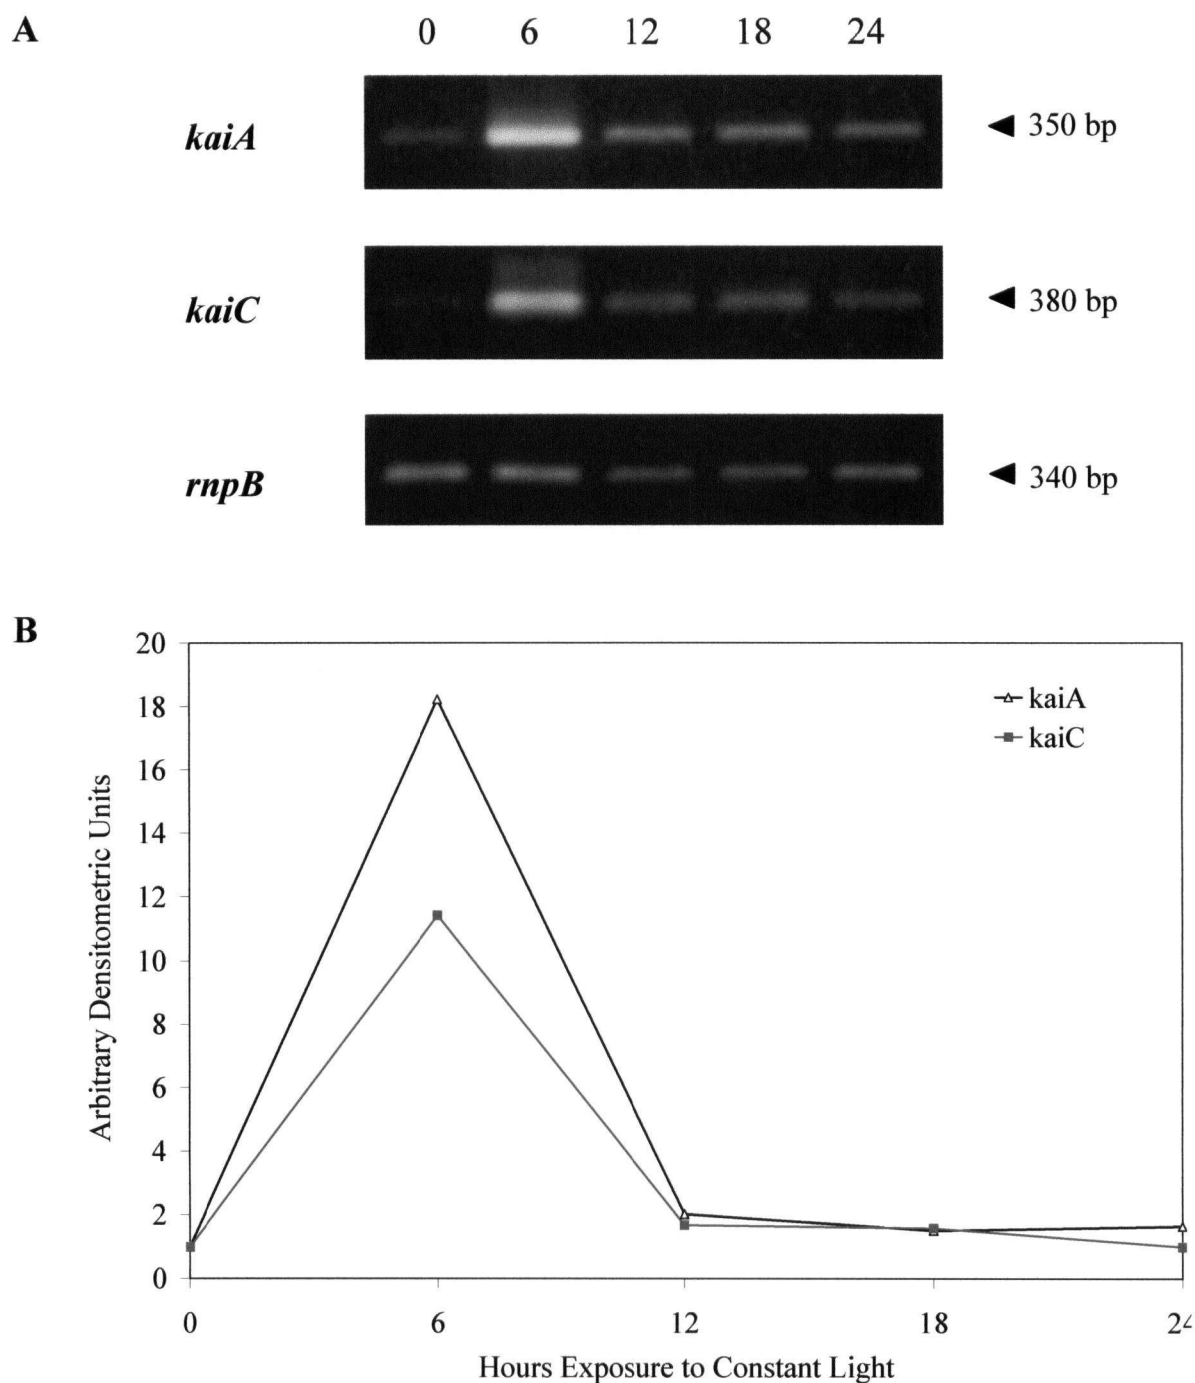 A
0 6 12 18 24
kaiA
350 bp
kaiC
380 bp
rnpB
340 bp
B
20
18
16
14
12
10
8
6
4
2
0
Arbitrary Densitometric Units
kaiA
kaiC
0 6 12 18 24
Hours Exposure to Constant Light